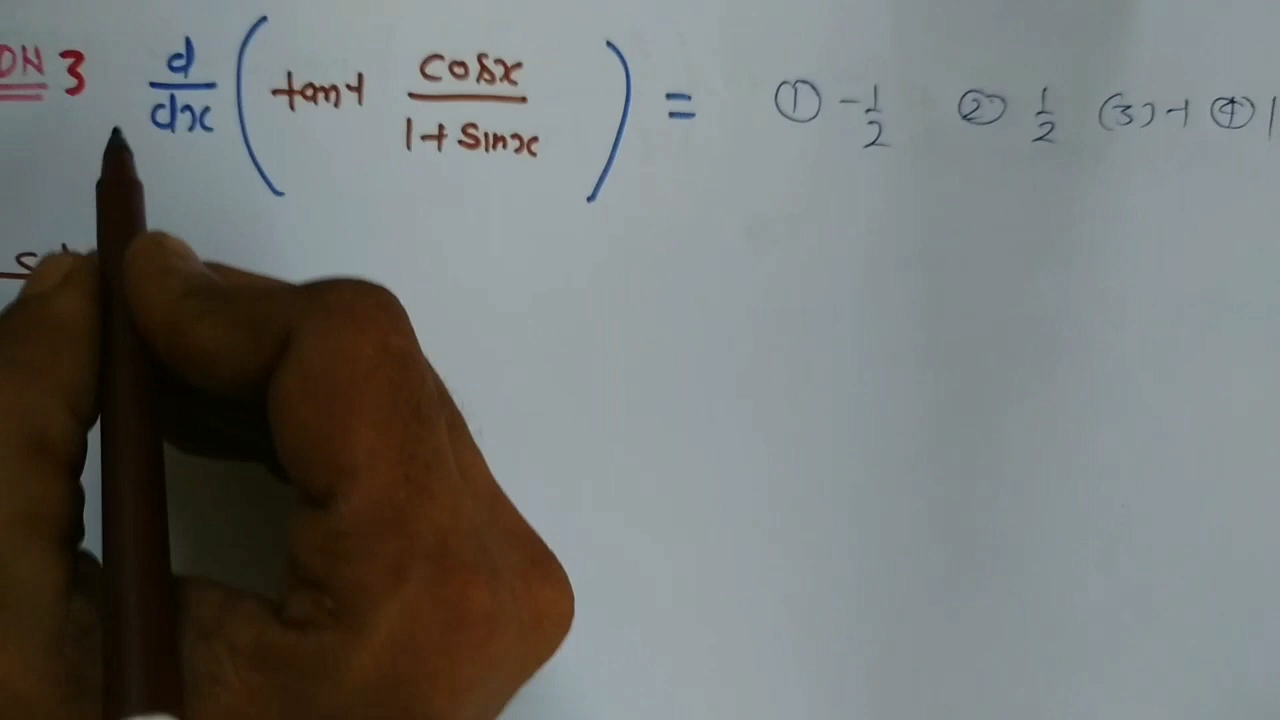 ON 3 d/dx ( tan-1 cosx / 1 + sinx ) = ① -1/2 ② 1/2 (3) -1 ④ 1